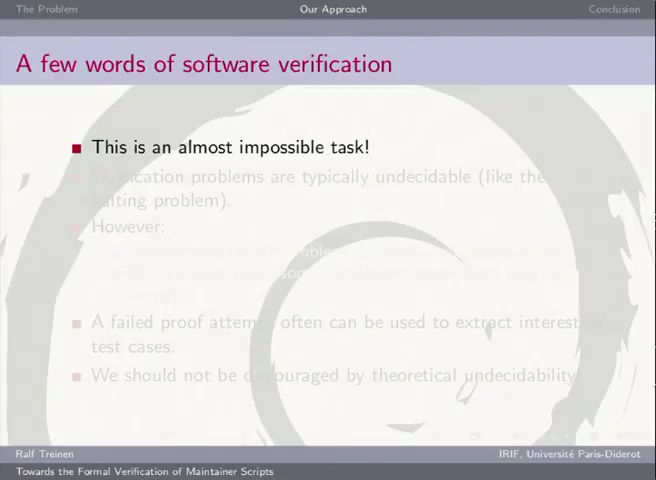 The Problem Our Approach Conclusion
A few words of software verification
This is an almost impossible task!
Verification problems are typically undecidable (like the
halting problem).
However:
A failed proof attempt often can be used to extract interesting
test cases.
We should not be discouraged by theoretical undecidability!
Ralf Treinen IRIF, Université Paris-Diderot
Towards the Formal Verification of Maintainer Scripts